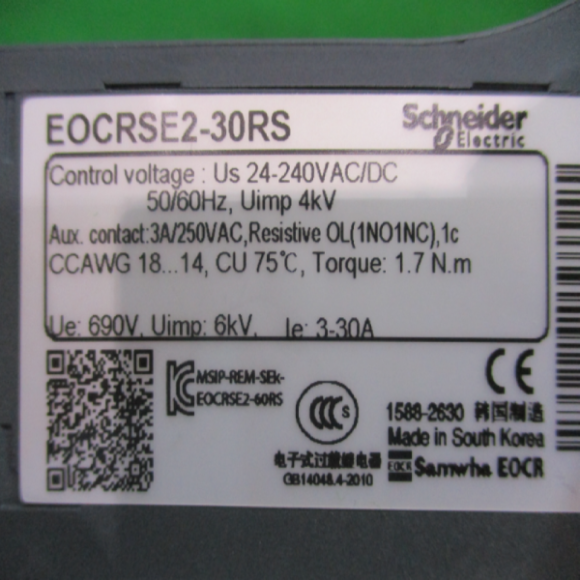 EOCRSE2-30RS
Schneider
Electric
Control voltage : Us 24-240VAC/DC
50/60Hz, Uimp 4kV
Aux. contact:3A/250VAC,Resistive OL(1NO1NC),1c
CCAWG 18...14, CU 75℃, Torque: 1.7 N.m
Ue: 690V, Uimp: 6kV, Ie: 3-30A
MSIP-REM-SEK-
EOCRSE2-60RS
CCC S
CE
1588-2630 韩国制造
Made in South Korea
电子式过载继电器
GB14048.4-2010
EOCR Samwha EOCR